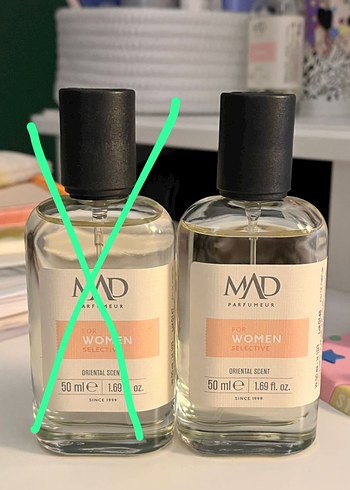 MAD
PARFUMEUR
FOR
WOMEN
SELECTIVE
ORIENTAL SCENT
50 ml ℮ 1.69 fl. oz.
SINCE 1999
MAD
PARFUMEUR
FOR
WOMEN
SELECTIVE
ORIENTAL SCENT
50 ml ℮ 1.69 fl. oz.
SINCE 1999